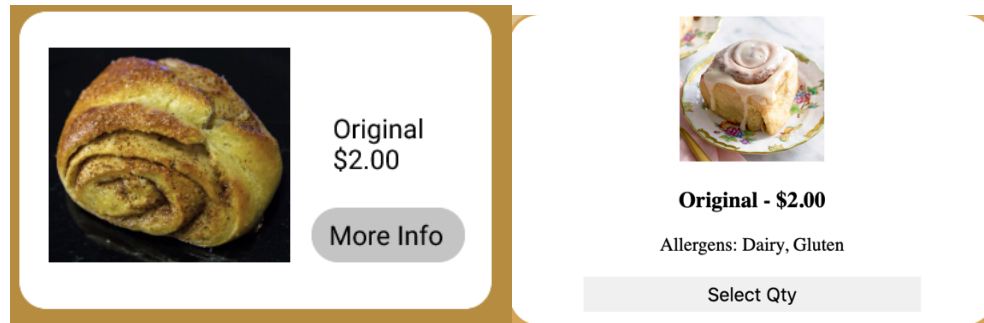 Original
$2.00
More Info
Original - $2.00
Allergens: Dairy, Gluten
Select Qty